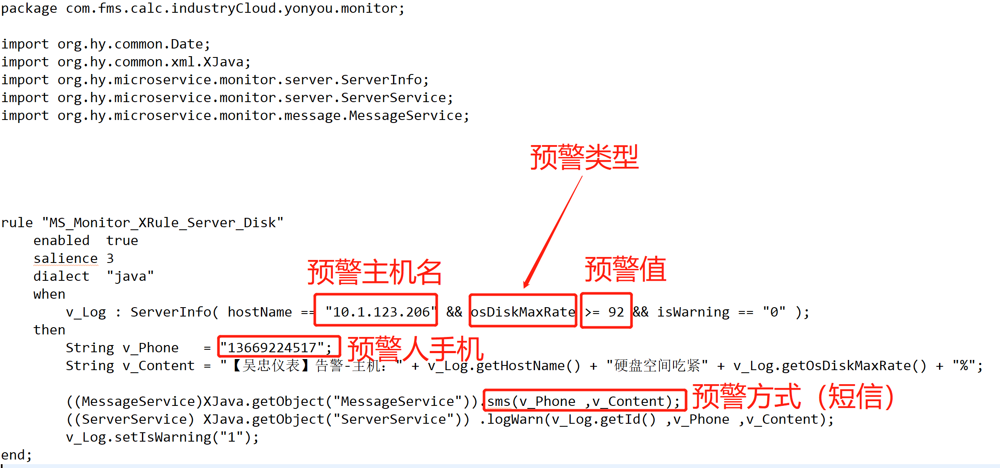 package com.fms.calc.industryCloud.yonyou.monitor;
import org.hy.common.Date;
import org.hy.common.xml.XJava;
import org.hy.microservice.monitor.server.ServerInfo;
import org.hy.microservice.monitor.server.ServerService;
import org.hy.microservice.monitor.message.MessageService;
预警类型
rule "MS_Monitor_XRule_Server_Disk"
enabled  true
salience 3
预警主机名
预警值
dialect  "java"
when
v_Log : ServerInfo( hostName == "10.1.123.206" && osDiskMaxRate >= 92 && isWarning == "0" );
then
String v_Phone   = "13669224517";
预警人手机
String v_Content = "【吴忠仪表】告警-主机：" + v_Log.getHostName() + "硬盘空间吃紧" + v_Log.getOsDiskMaxRate() + "%";
((MessageService)XJava.getObject("MessageService")).sms(v_Phone ,v_Content);
预警方式（短信）
((ServerService) XJava.getObject("ServerService")) .logWarn(v_Log.getId() ,v_Phone ,v_Content);
v_Log.setIsWarning("1");
end;